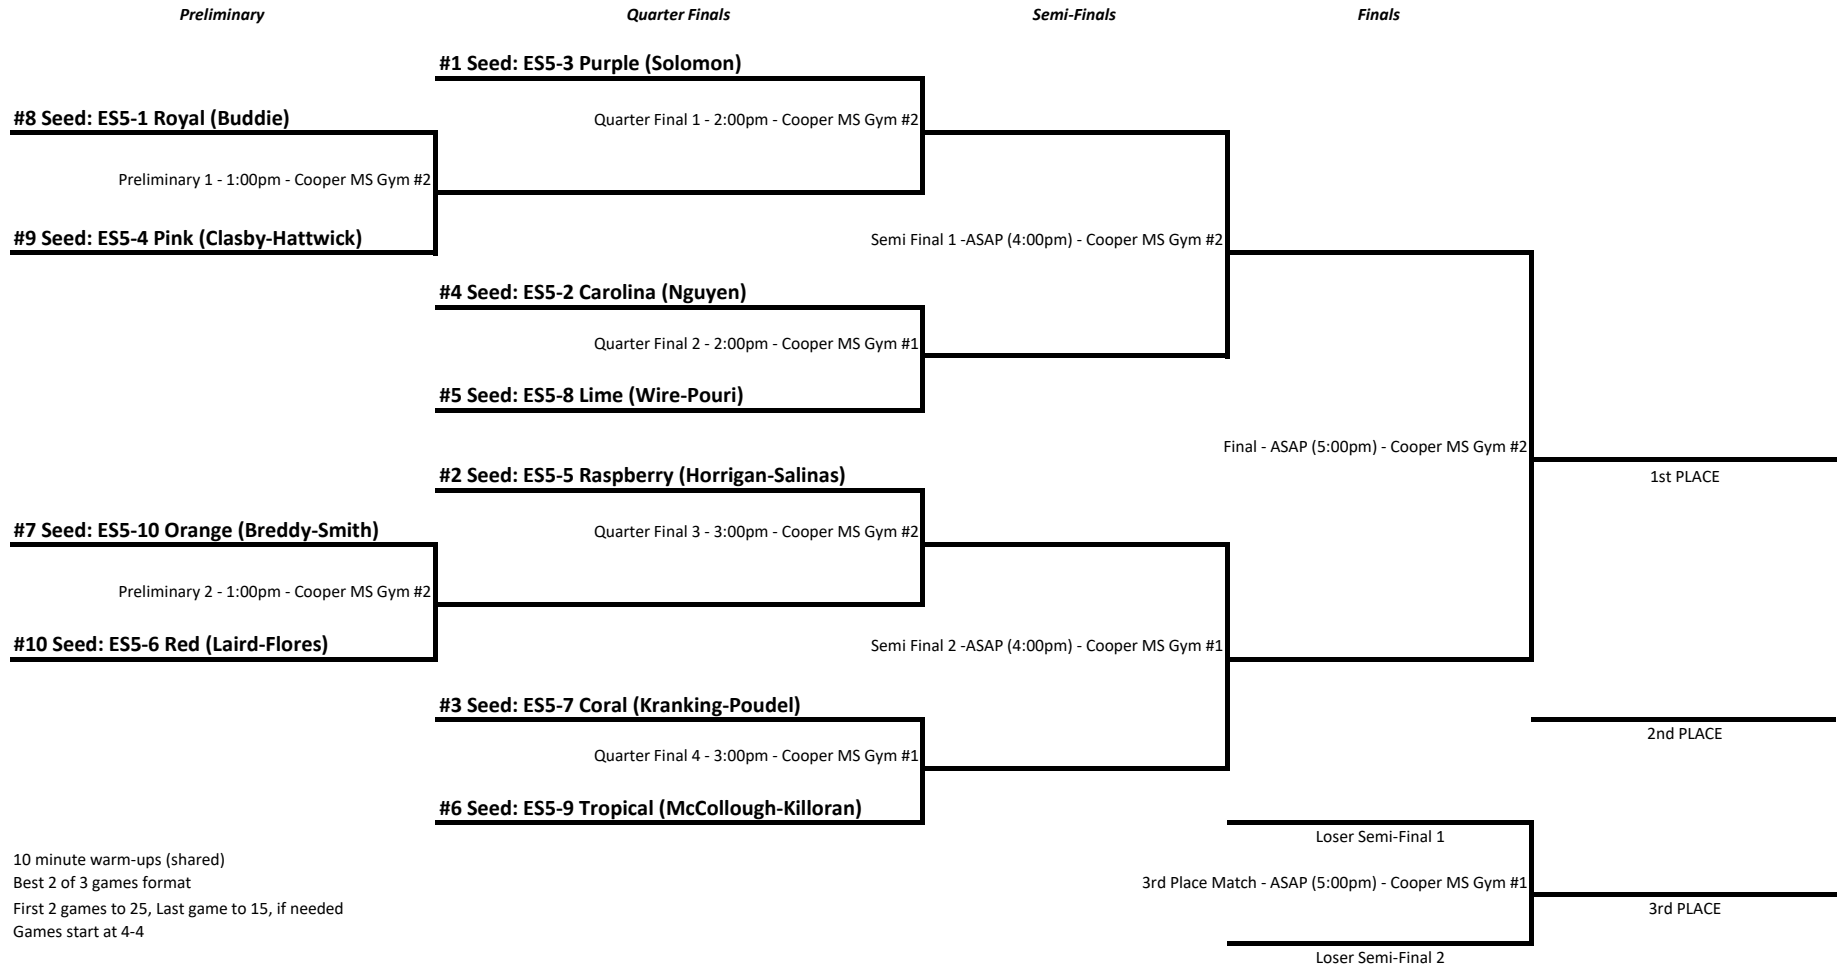 Preliminary
Quarter Finals
Semi-Finals
Finals
#1 Seed: ES5-3 Purple (Solomon)
#8 Seed: ES5-1 Royal (Buddie)
Quarter Final 1 - 2:00pm - Cooper MS Gym #2
Preliminary 1 - 1:00pm - Cooper MS Gym #2
#9 Seed: ES5-4 Pink (Clasby-Hattwick)
Semi Final 1 -ASAP (4:00pm) - Cooper MS Gym #2
#4 Seed: ES5-2 Carolina (Nguyen)
Quarter Final 2 - 2:00pm - Cooper MS Gym #1
#5 Seed: ES5-8 Lime (Wire-Pouri)
Final - ASAP (5:00pm) - Cooper MS Gym #2
#2 Seed: ES5-5 Raspberry (Horrigan-Salinas)
1st PLACE
#7 Seed: ES5-10 Orange (Breddy-Smith)
Quarter Final 3 - 3:00pm - Cooper MS Gym #2
Preliminary 2 - 1:00pm - Cooper MS Gym #2
#10 Seed: ES5-6 Red (Laird-Flores)
Semi Final 2 -ASAP (4:00pm) - Cooper MS Gym #1
#3 Seed: ES5-7 Coral (Kranking-Poudel)
2nd PLACE
Quarter Final 4 - 3:00pm - Cooper MS Gym #1
#6 Seed: ES5-9 Tropical (McCollough-Killoran)
Loser Semi-Final 1
10 minute warm-ups (shared)
Best 2 of 3 games format
3rd Place Match - ASAP (5:00pm) - Cooper MS Gym #1
First 2 games to 25, Last game to 15, if needed
3rd PLACE
Games start at 4-4
Loser Semi-Final 2